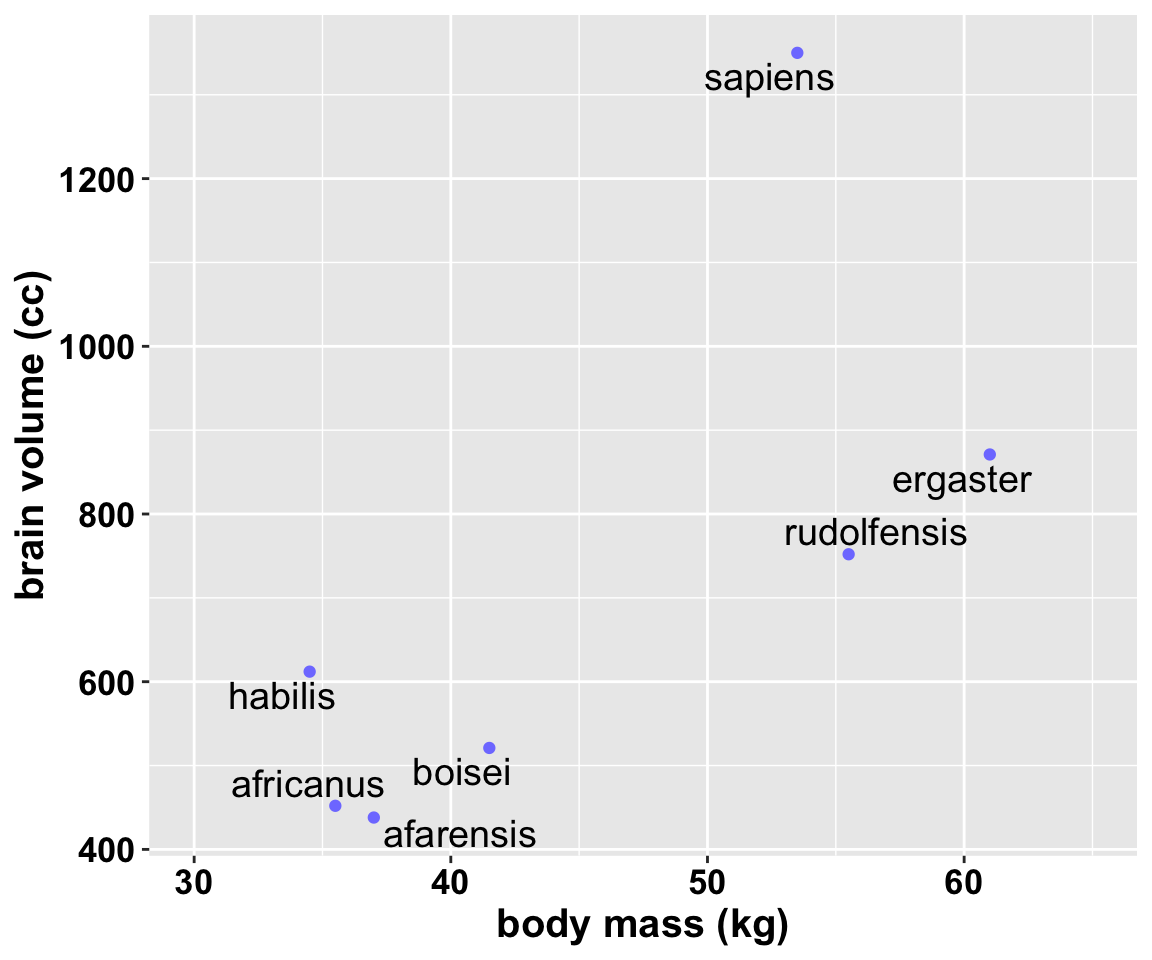 sapiens
1200
1000
ergaster
800
rudolfensis
habilis
600
boisei
africanus
afarensis
400
30 40 50 60
body mass (kg)
brain volume (cc)